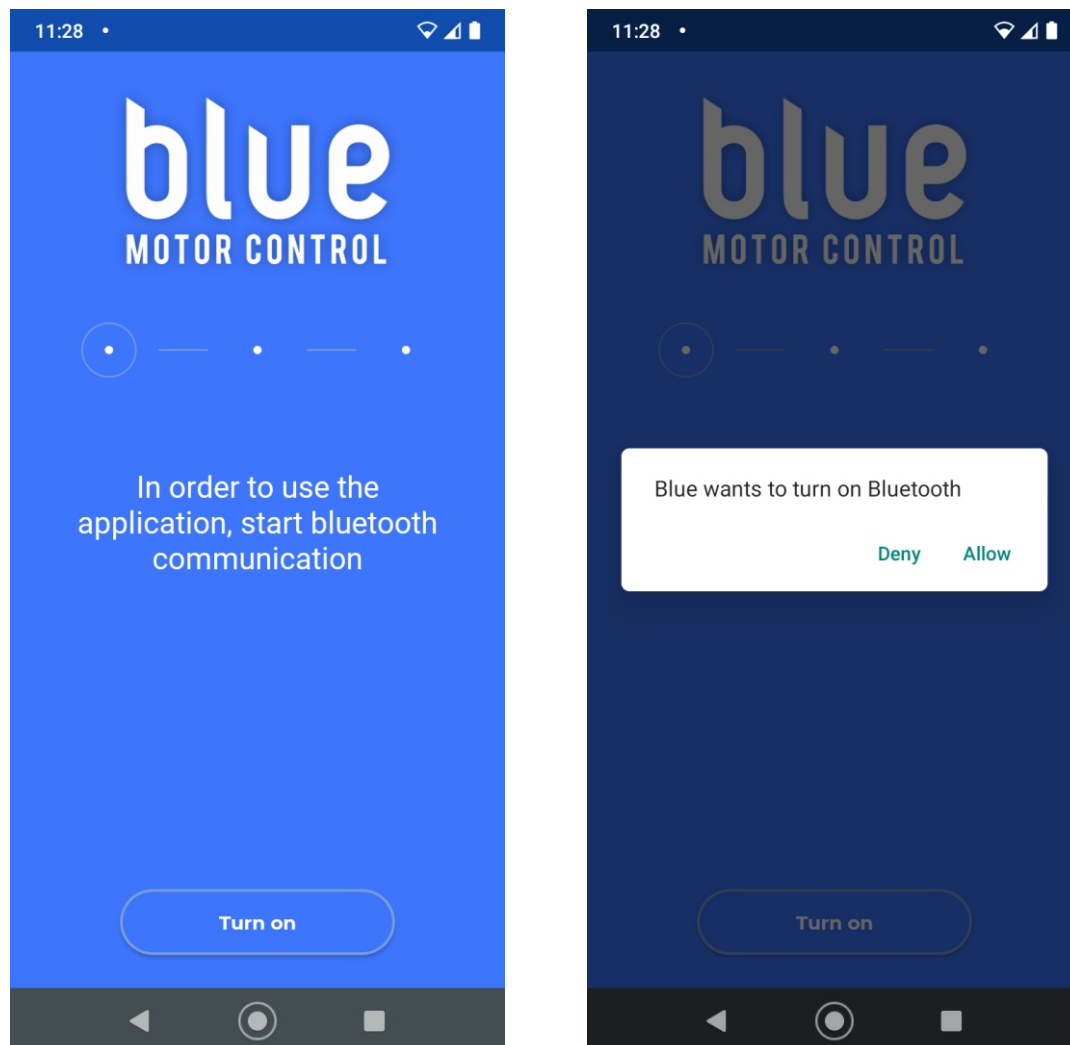 11:28
blue
MOTOR CONTROL
In order to use the
application, start bluetooth
communication
Turn on
11:28
blue
MOTOR CONTROL
Blue wants to turn on Bluetooth
Deny Allow
Turn on